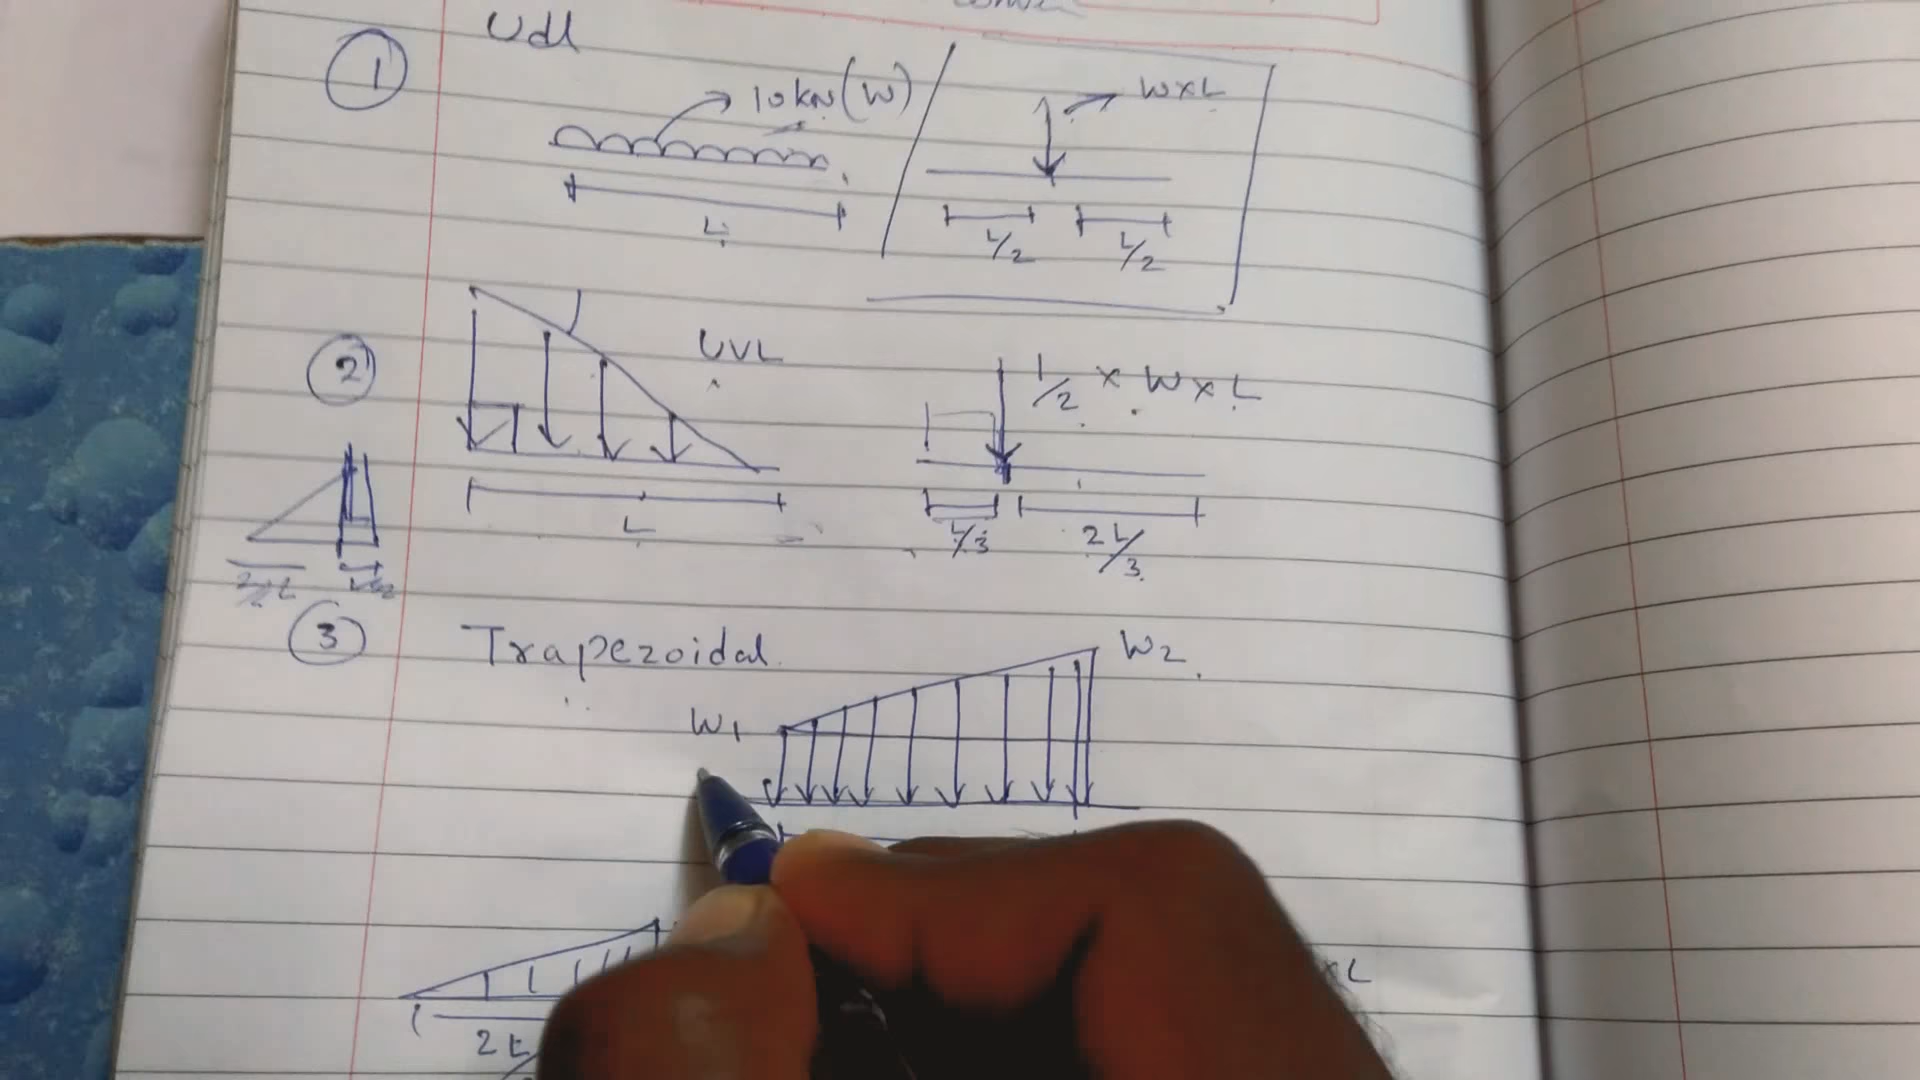 Udl
1
10kN(W)
W×L
L
L/2
L/2
2
UVL
1/2 × W × L
L
L/3
2L/3
3
Trapezoidal
W2
W1
×L
2L